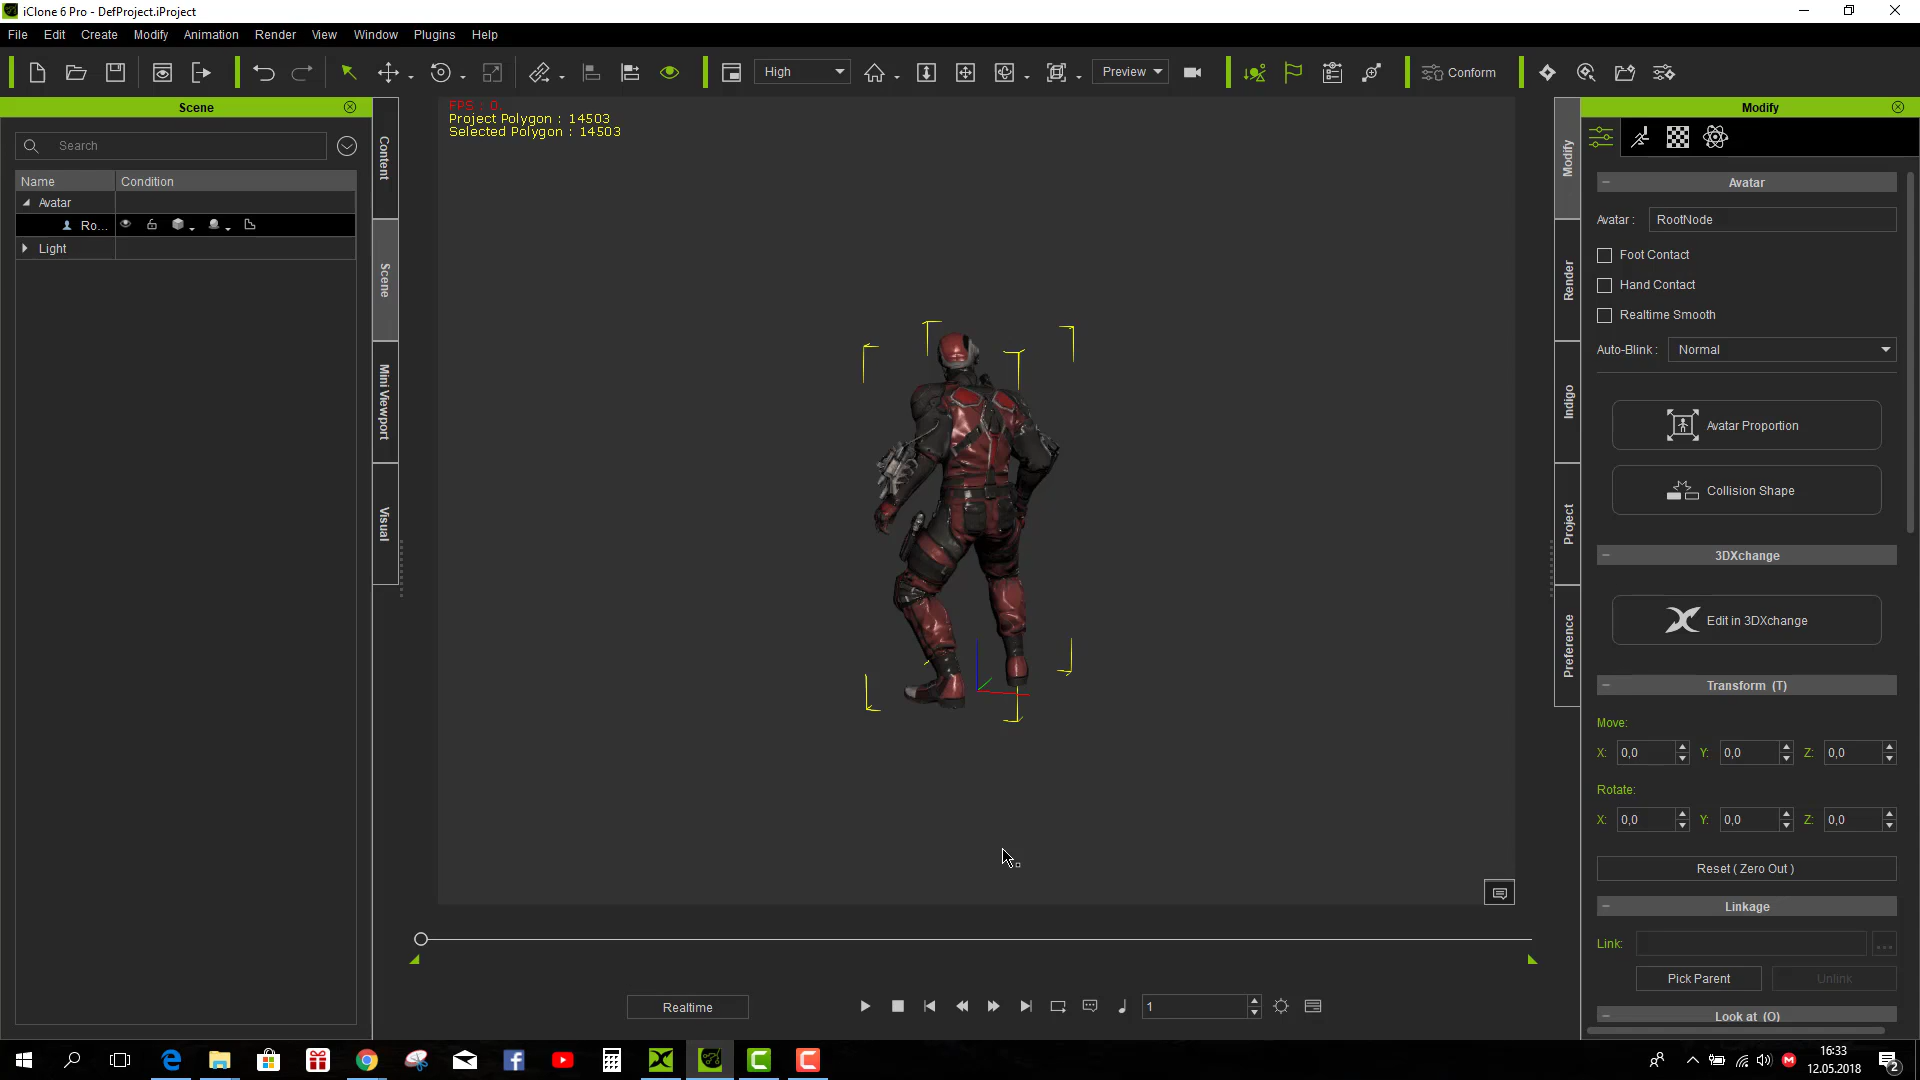 iClone 6 Pro - DefProject.iProject
File Edit Create Modify Animation Render View Window Plugins Help
High
Preview
Conform
Scene
Search
Name Condition
Avatar
Ro...
Light
Content
Scene
Mini Viewport
Visual
FPS : 0.
Project Polygon : 14503
Selected Polygon : 14503
Realtime
1
Modify
Render
Indigo
Project
Preference
Modify
Avatar
Avatar : RootNode
Foot Contact
Hand Contact
Realtime Smooth
Auto-Blink : Normal
Avatar Proportion
Collision Shape
3DXchange
Edit in 3DXchange
Transform (T)
Move:
X: 0,0 Y: 0,0 Z: 0,0
Rotate:
X: 0,0 Y: 0,0 Z: 0,0
Reset ( Zero Out )
Linkage
Link: ...
Pick Parent Unlink
Look at (O)
16:33
12.05.2018
2